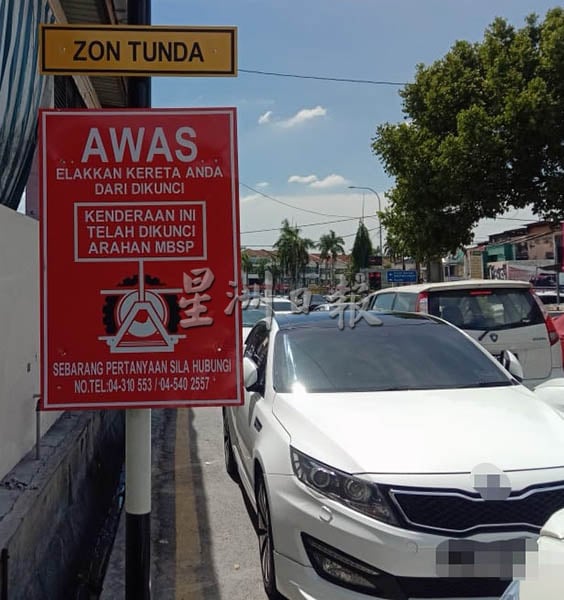 ZON TUNDA
AWAS
ELAKKAN KERETA ANDA
DARI DIKUNCI
KENDERAAN INI
TELAH DIKUNCI
ARAHAN MBSP
星洲日报
SEBARANG PERTANYAAN SILA HUBUNGI
NO.TEL:04-310 553 / 04-540 2557